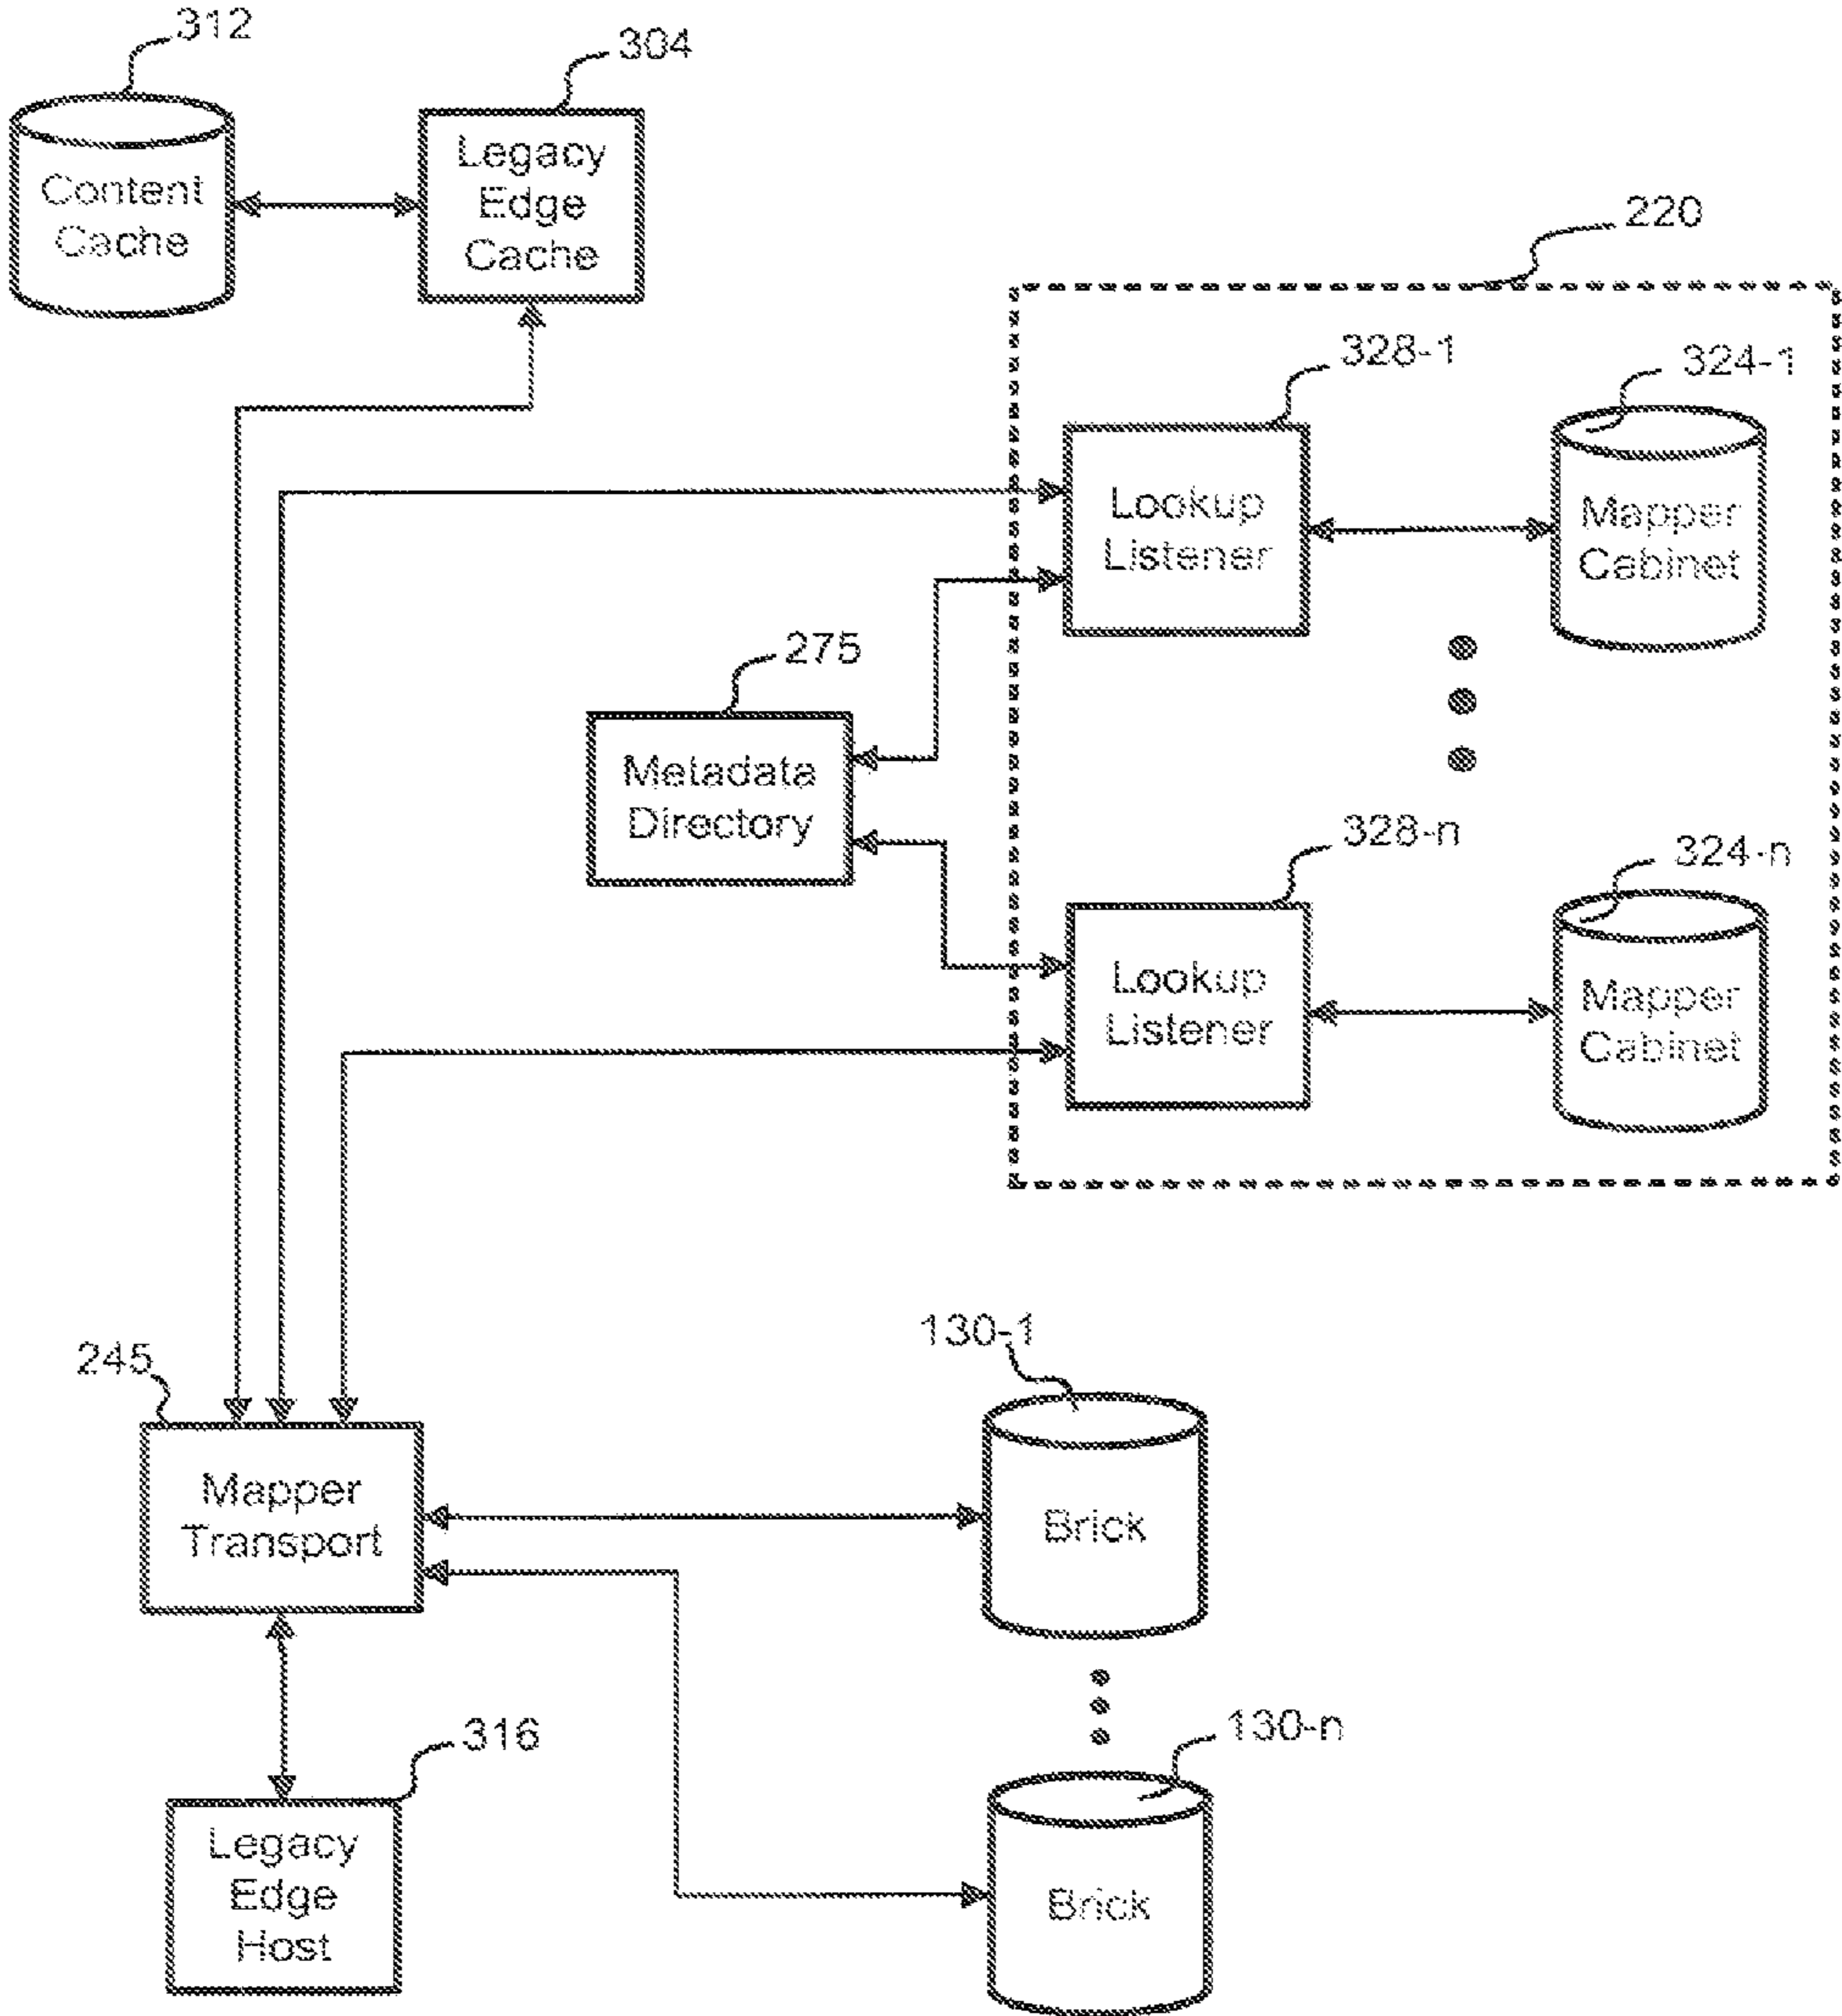 312
304
Content
Cache
Legacy
Edge
Cache
220
328-1
324-1
Lookup
Listener
Mapper
Cabinet
275
Metadata
Directory
328-n
324-n
Lookup
Listener
Mapper
Cabinet
245
130-1
Mapper
Transport
Brick
316
130-n
Legacy
Edge
Host
Brick